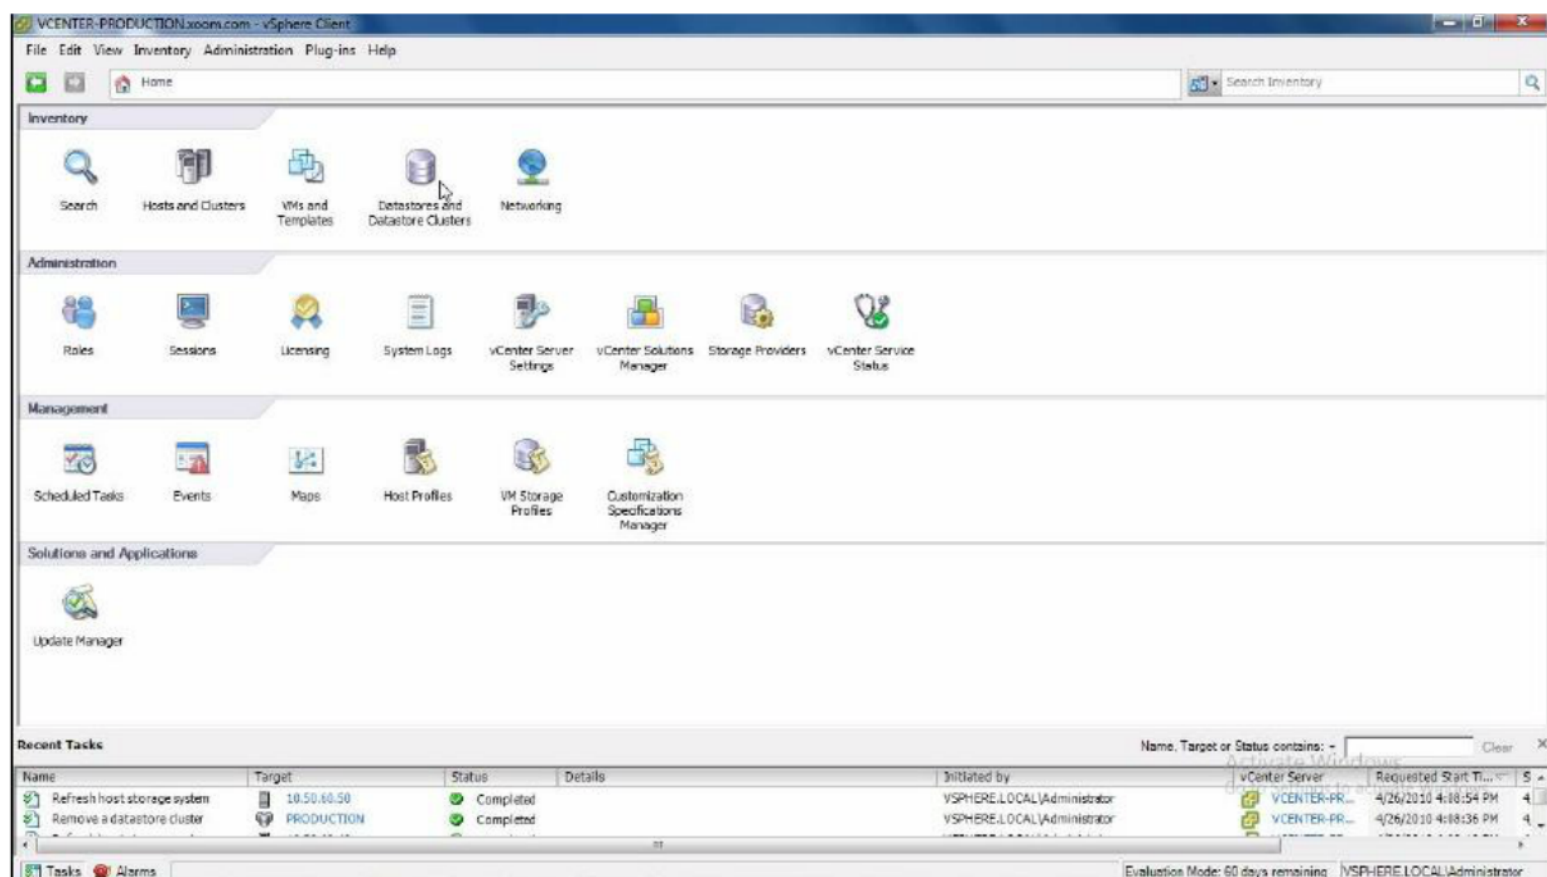 VCENTER-PRODUCTION.xoom.com - vSphere Client
File Edit View Inventory Administration Plug-ins Help
Home
Search Inventory
Inventory
Search
Hosts and Clusters
VMs and
Templates
Datastores and
Datastore Clusters
Networking
Administration
Roles
Sessions
Licensing
System Logs
vCenter Server
Settings
vCenter Solutions
Manager
Storage Providers
vCenter Service
Status
Management
Scheduled Tasks
Events
Maps
Host Profiles
VM Storage
Profiles
Customization
Specifications
Manager
Solutions and Applications
Update Manager
Recent Tasks
Name, Target or Status contains:
Clear
Activate Windows
Name Target Status Details Initiated by vCenter Server Requested Start Ti... S
Refresh host storage system 10.50.60.50 Completed VSPHERE.LOCAL\Administrator VCENTER-PR... 4/26/2010 4:08:54 PM 4
Remove a datastore cluster PRODUCTION Completed VSPHERE.LOCAL\Administrator VCENTER-PR... 4/26/2010 4:08:36 PM 4
Tasks Alarms
Evaluation Mode: 60 days remaining VSPHERE.LOCAL\Administrator